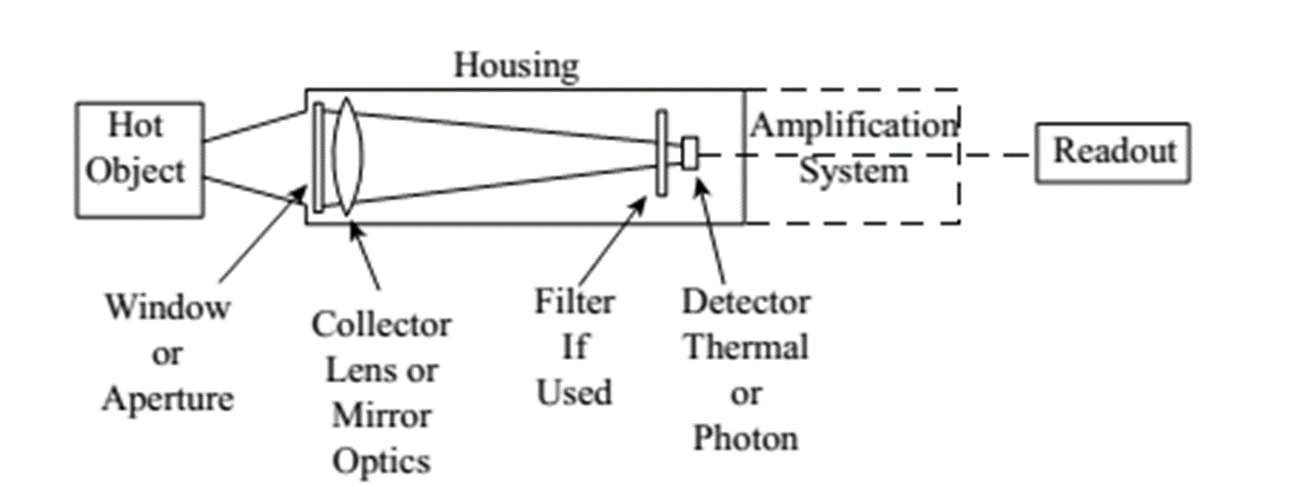 Housing
Hot
Object
Amplification
System
Readout
Window
or
Aperture
Collector
Lens or
Mirror
Optics
Filter
If
Used
Detector
Thermal
or
Photon